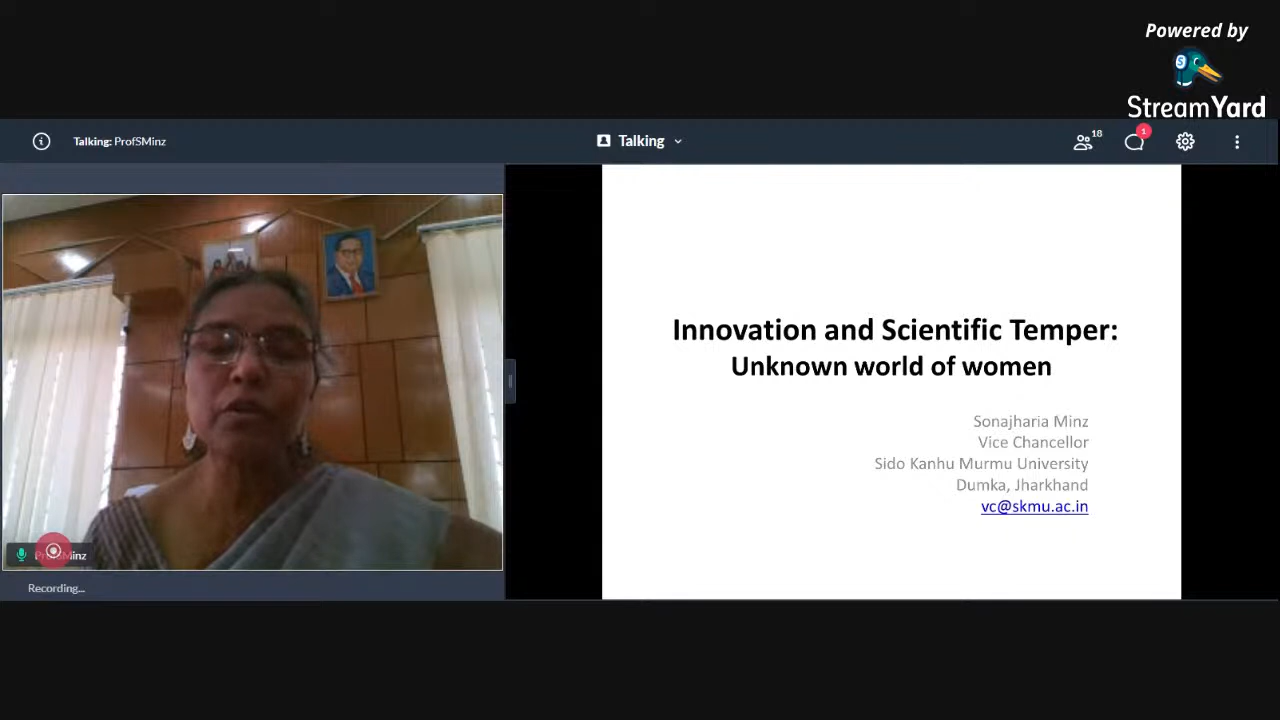 Powered by
StreamYard
Talking: ProfSMinz
Talking
18
1
Innovation and Scientific Temper:
Unknown world of women
Sonajharia Minz
Vice Chancellor
Sido Kanhu Murmu University
Dumka, Jharkhand
vc@skmu.ac.in
ProfSMinz
Recording...